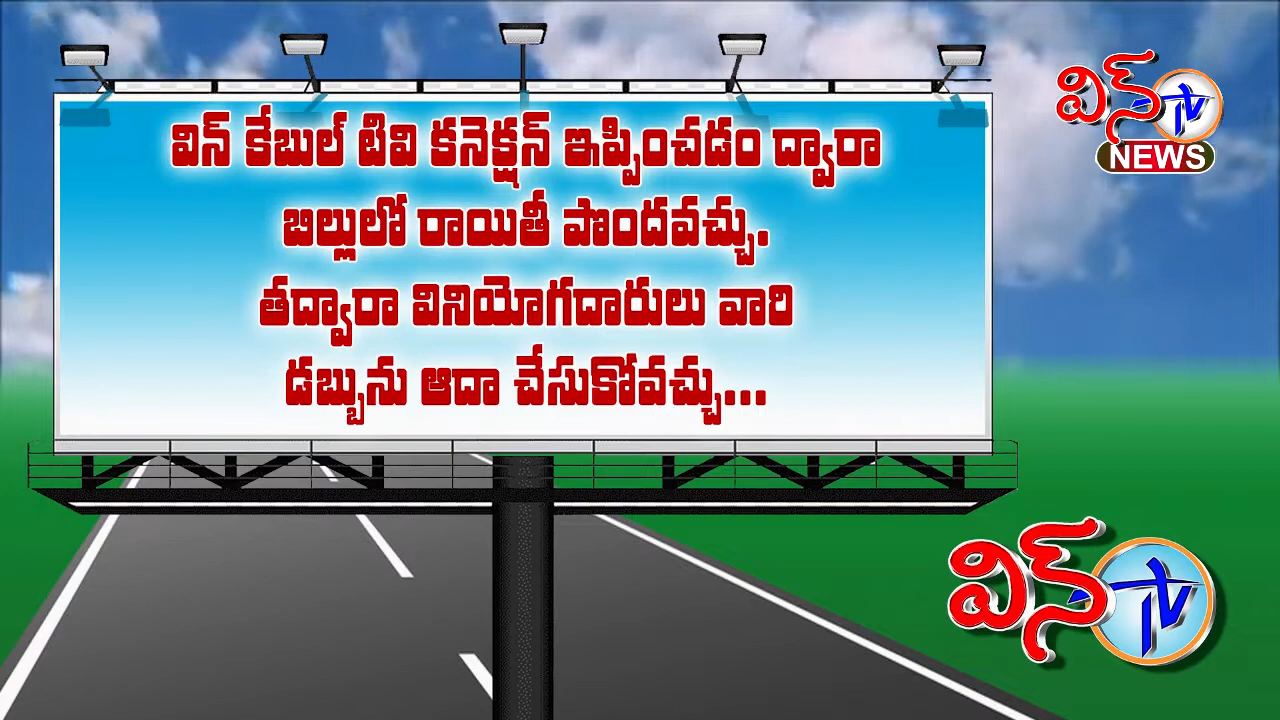 విన్ కేబుల్ టివి కనెక్షన్ ఇప్పించడం ద్వారా
బిల్లులో రాయితీ పొందవచ్చు.
తద్వారా వినియోగదారులు వారి
డబ్బును ఆదా చేసుకోవచ్చు...
విన్ TV
NEWS
విన్ TV